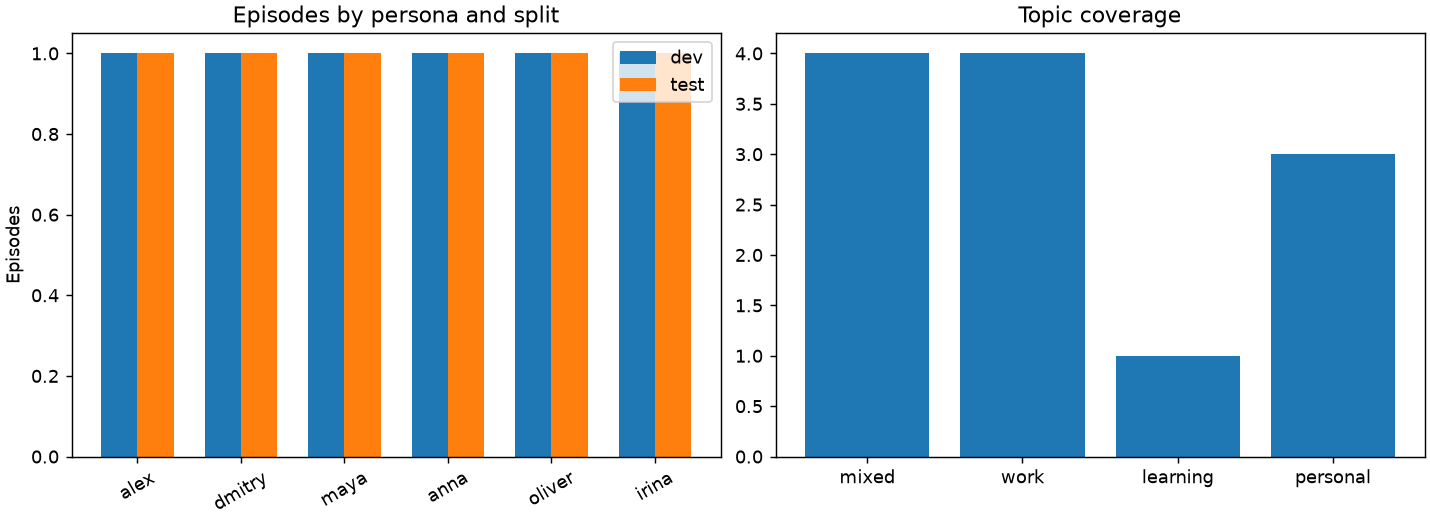 Episodes by persona and split
Episodes
1.0
0.8
0.6
0.4
0.2
0.0
dev
test
alex
dmitry
maya
anna
oliver
irina
Topic coverage
4.0
3.5
3.0
2.5
2.0
1.5
1.0
0.5
0.0
mixed
work
learning
personal